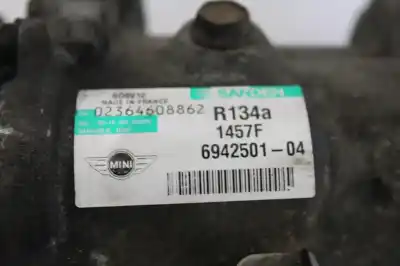 SANDEN
MADE IN FRANCE
02364608862
R134a
1457F
MINI
6942501-04